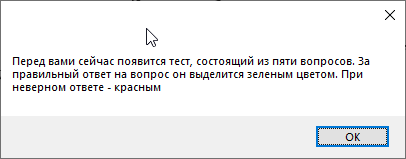 Перед вами сейчас появится тест, состоящий из пяти вопросов. За
правильный ответ на вопрос он выделится зеленым цветом. При
неверном ответе - красным
OK